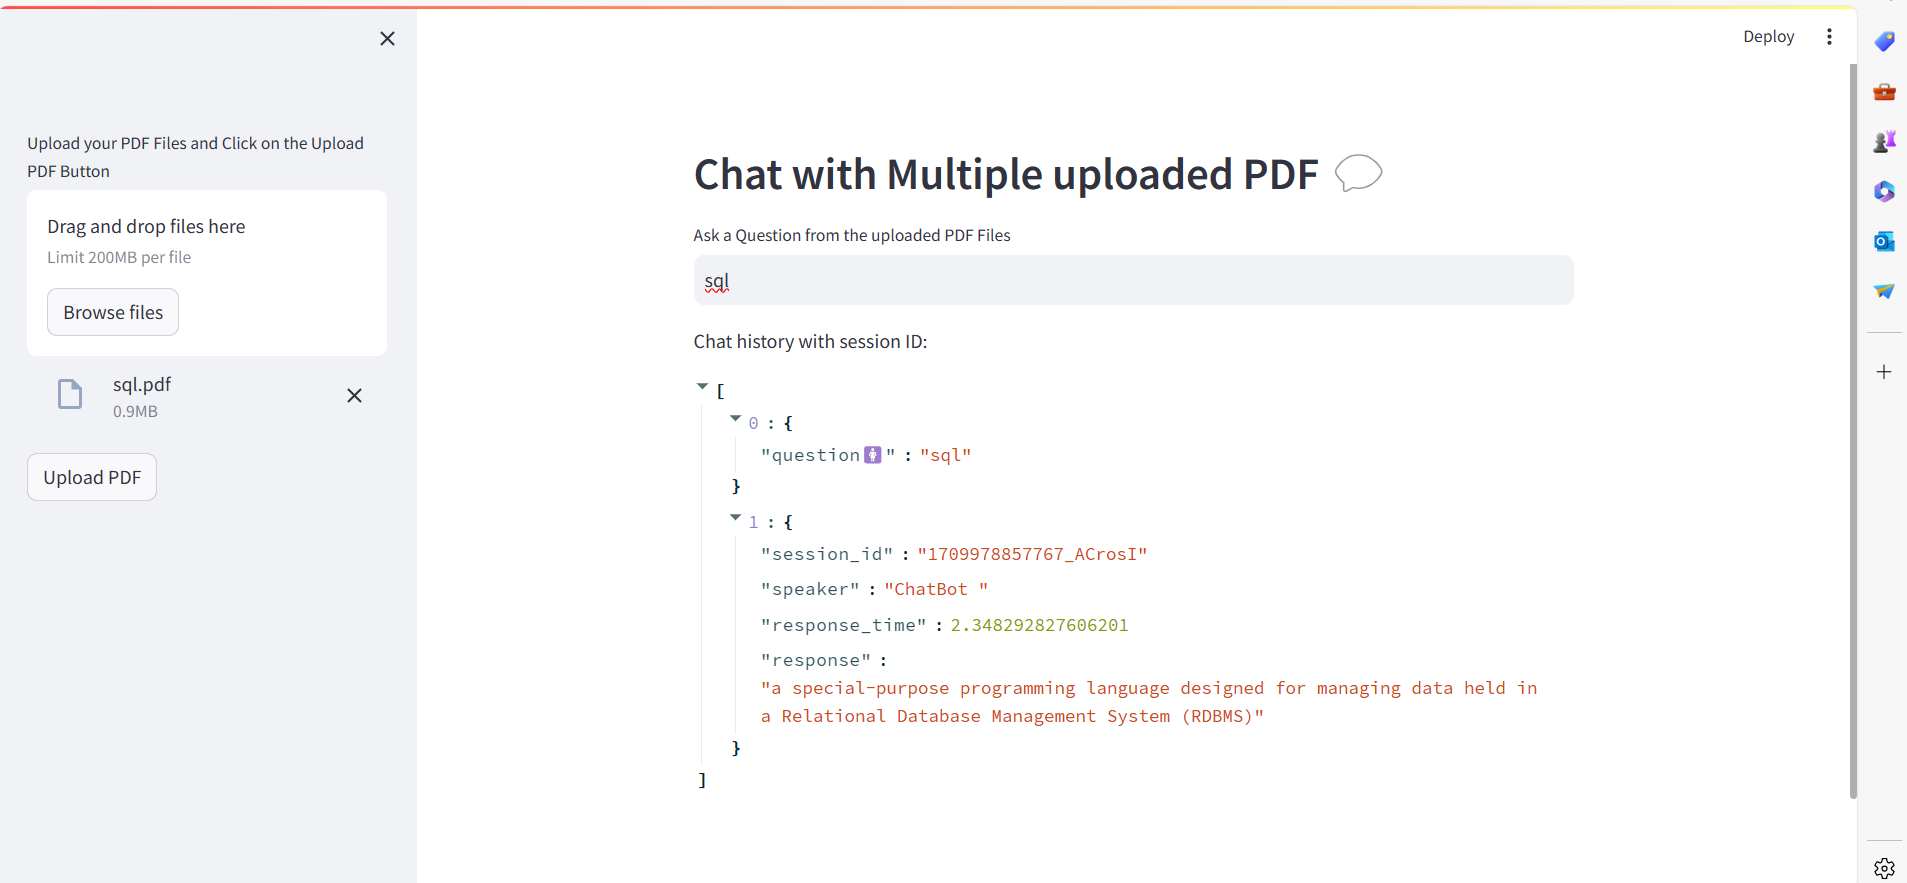 Deploy
Upload your PDF Files and Click on the Upload
PDF Button
Drag and drop files here
Limit 200MB per file
Browse files
sql.pdf
0.9MB
Upload PDF
Chat with Multiple uploaded PDF
Ask a Question from the uploaded PDF Files
sql
Chat history with session ID:
[
0 : {
"question🚺" : "sql"
}
1 : {
"session_id" : "1709978857767_ACrosI"
"speaker" : "ChatBot "
"response_time" : 2.348292827606201
"response" :
"a special-purpose programming language designed for managing data held in
a Relational Database Management System (RDBMS)"
}
]